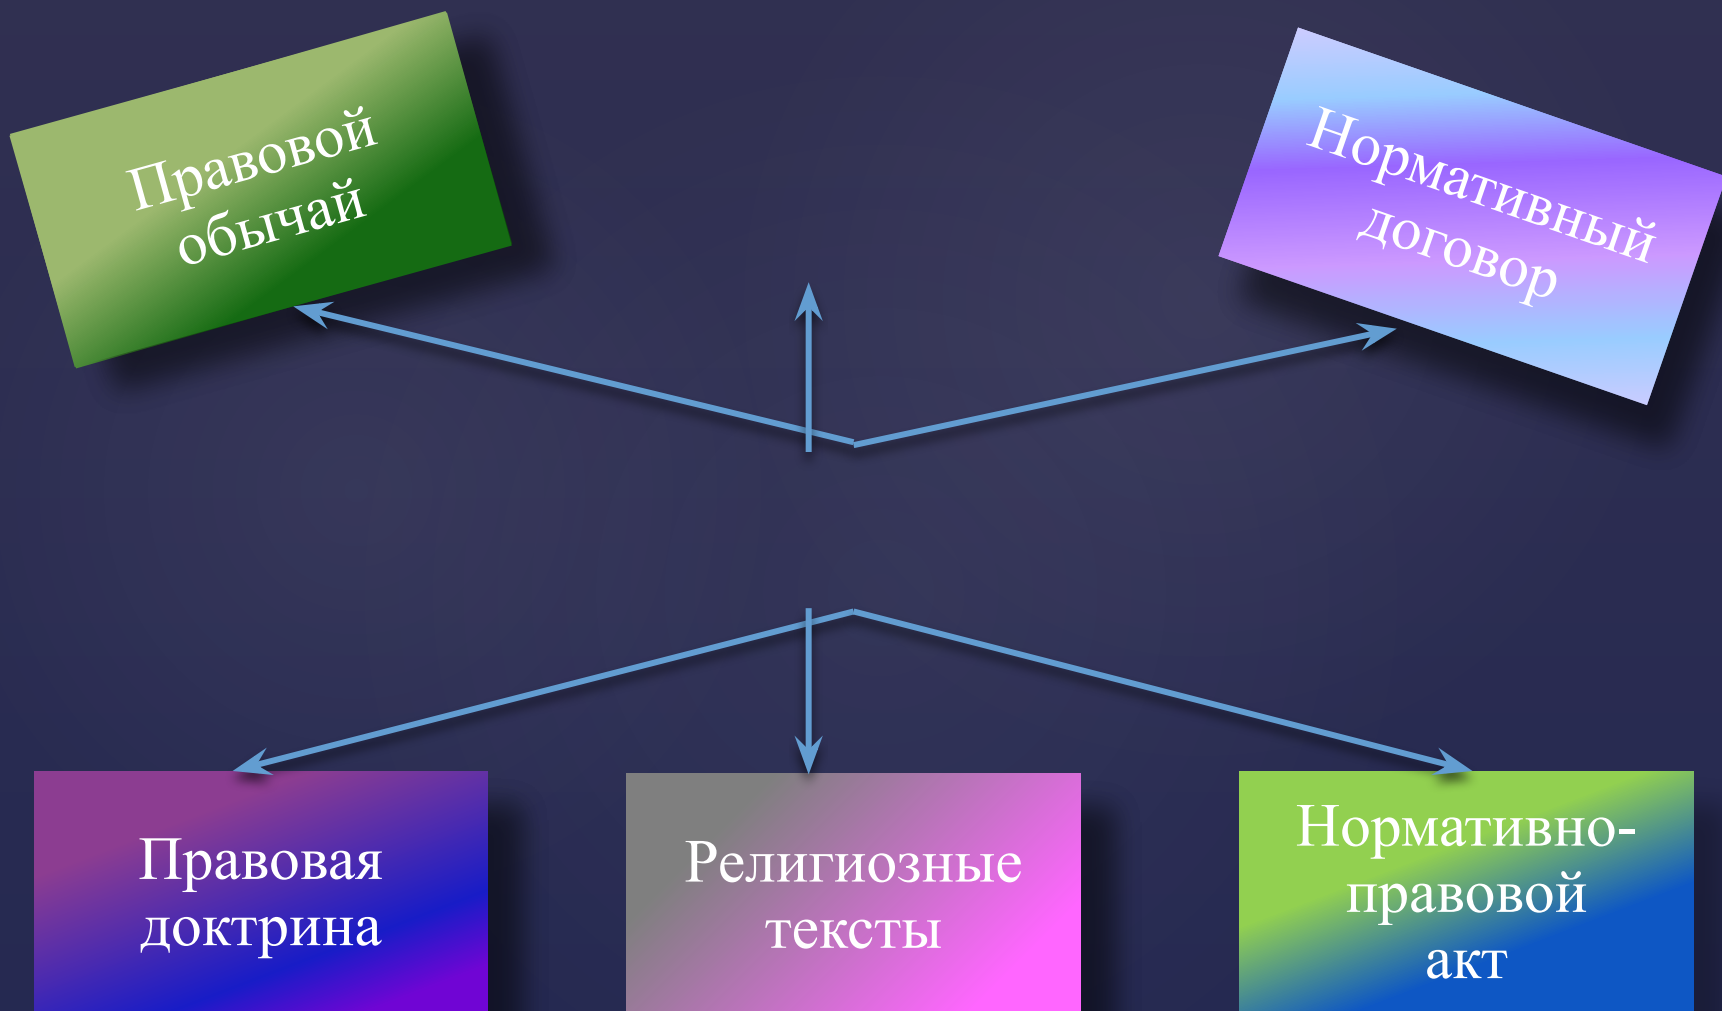 Правовой
обычай
Нормативный
договор
Правовая
доктрина
Религиозные
тексты
Нормативно-
правовой
акт